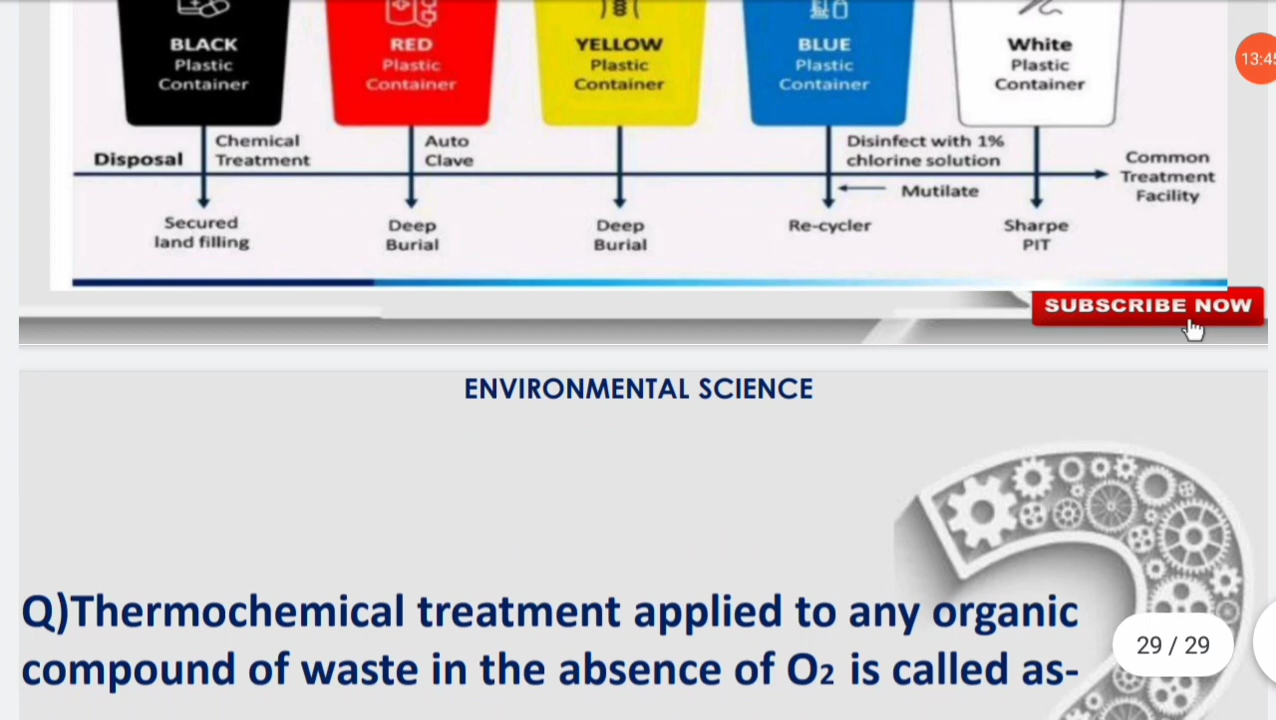 BLACK
Plastic
Container
RED
Plastic
Container
YELLOW
Plastic
Container
BLUE
Plastic
Container
White
Plastic
Container
Disposal
Chemical
Treatment
Auto
Clave
Disinfect with 1%
chlorine solution
Mutilate
Common
Treatment
Facility
Secured
land filling
Deep
Burial
Deep
Burial
Re-cycler
Sharpe
PIT
13:45
SUBSCRIBE NOW
ENVIRONMENTAL SCIENCE
Q)Thermochemical treatment applied to any organic
compound of waste in the absence of O2 is called as-
29 / 29